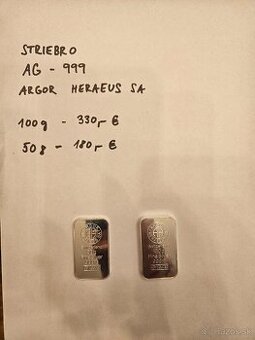 STRIEBRO
AG - 999
ARGOR HERAEUS SA
100g - 330,- €
50g - 180,- €